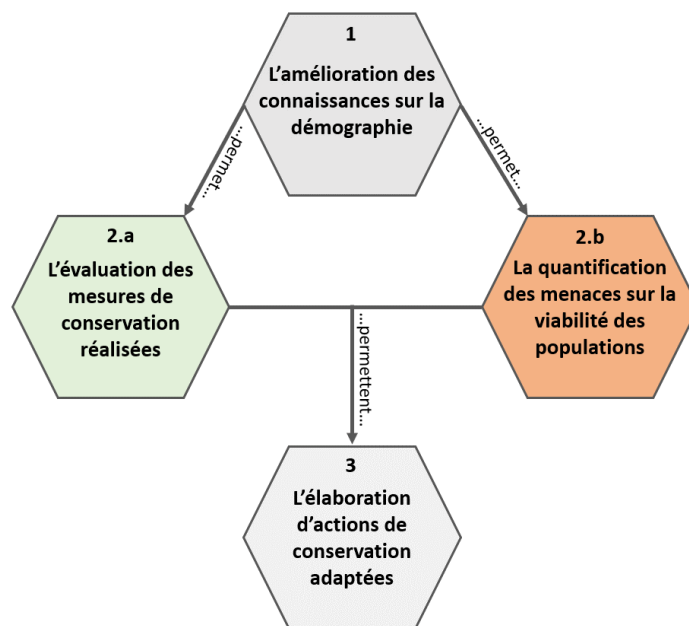 1
L'amélioration des
connaissances sur la
démographie
...permet...
...permet...
2.a
L'évaluation des
mesures de
conservation
réalisées
2.b
La quantification
des menaces sur la
viabilité des
populations
...permettent...
3
L'élaboration
d'actions de
conservation
adaptées